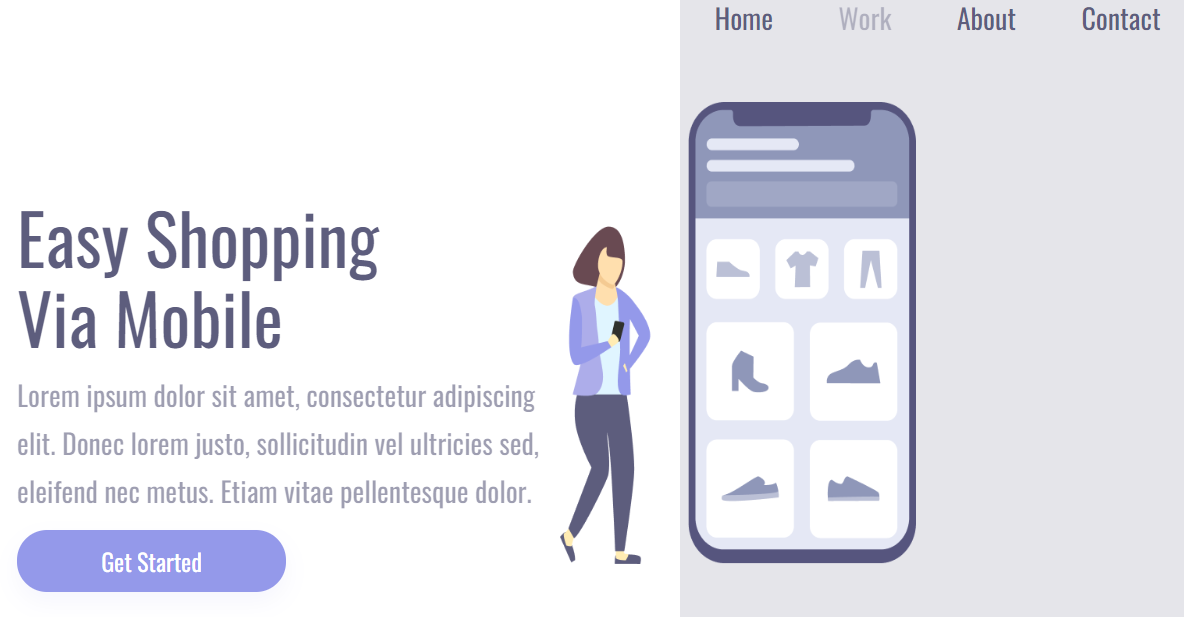 Home Work About Contact
Easy Shopping
Via Mobile
Lorem ipsum dolor sit amet, consectetur adipiscing
elit. Donec lorem justo, sollicitudin vel ultricies sed,
eleifend nec metus. Etiam vitae pellentesque dolor.
Get Started